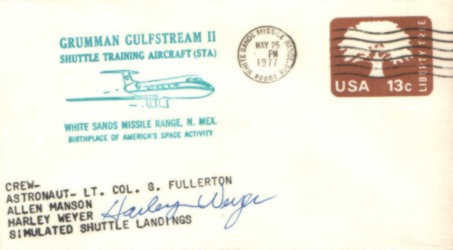 GRUMMAN GULFSTREAM II
SHUTTLE TRAINING AIRCRAFT (STA)
WHITE SANDS MISSILE RANGE, N. MEX.
BIRTHPLACE OF AMERICA'S SPACE ACTIVITY
WHITE SANDS MISSILE RANGE
MAY 25
PM
1977
USA 13c
LIBERTY TREE
CREW-
ASTRONAUT- LT. COL. G. FULLERTON
ALLEN MANSON
HARLEY WEYER
Harley Weyer
SIMULATED SHUTTLE LANDINGS